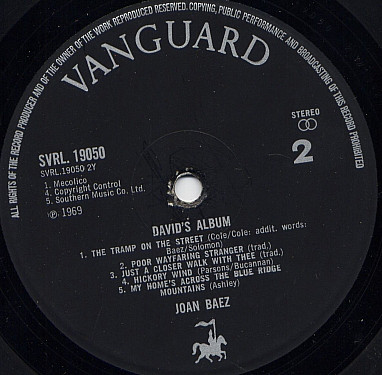 ALL RIGHTS OF THE RECORD PRODUCER AND OF THE OWNER OF THE WORK REPRODUCED RESERVED. COPYING, PUBLIC PERFORMANCE AND BROADCASTING OF THIS RECORD PROHIBITED
VANGUARD
STEREO
2
SVRL. 19050
SVRL.19050 2Y
1. Mecofico
4. Copyright Control
5. Southern Music Co. Ltd.
℗ 1969
DAVID'S ALBUM
1. THE TRAMP ON THE STREET (Cole/Cole: addit. words:
Baez/Solomon)
2. POOR WAYFARING STRANGER (trad.)
3. JUST A CLOSER WALK WITH THEE (trad.)
4. HICKORY WIND (Parsons/Bucannan)
5. MY HOME'S ACROSS THE BLUE RIDGE
MOUNTAINS (Ashley)
JOAN BAEZ